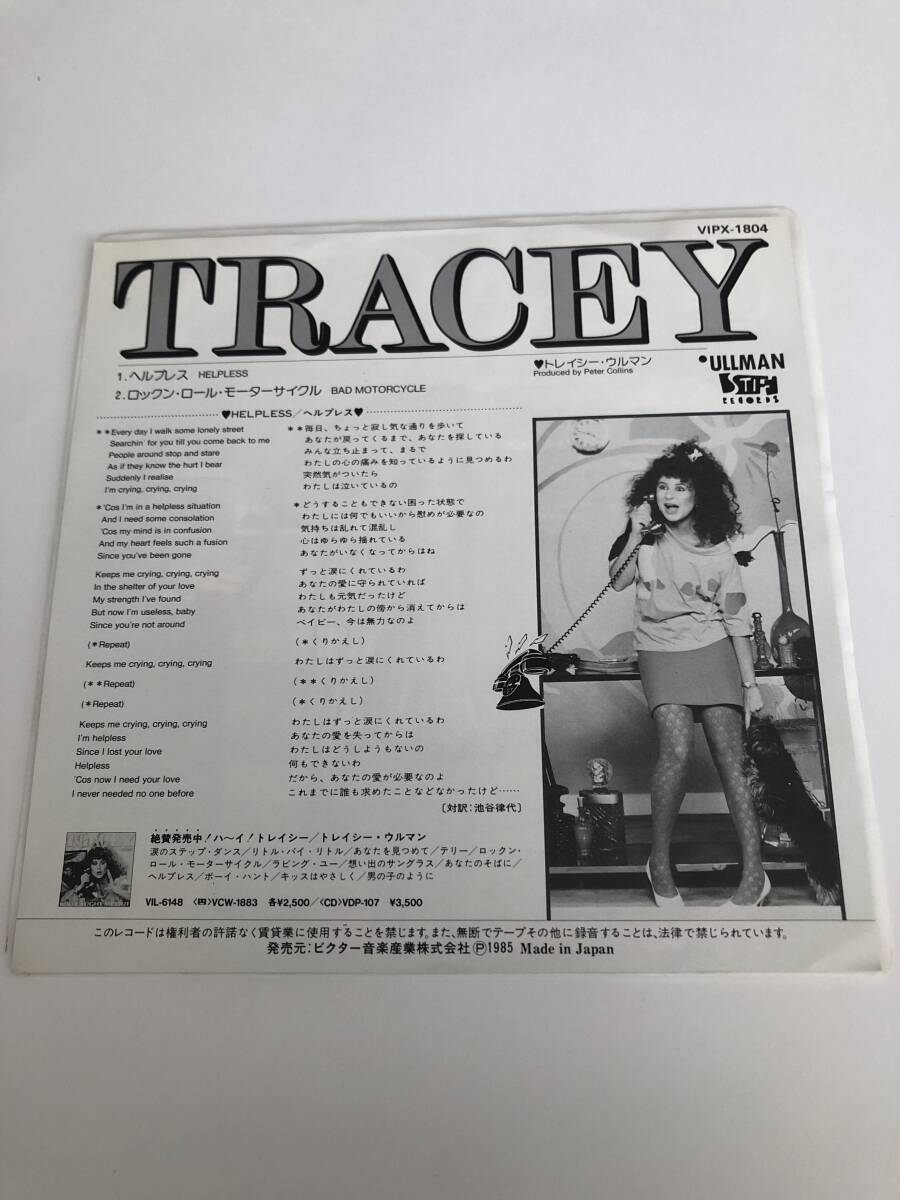 VIPX-1804
TRACEY
1. ヘルプレス HELPLESS
2. ロックン・ロール・モーターサイクル BAD MOTORCYCLE
♥トレイシー・ウルマン
Produced by Peter Collins
ULLMAN
STIFF
RECORDS
♥HELPLESS/ヘルプレス♥
**Every day I walk some lonely street
Searchin' for you till you come back to me
People around stop and stare
As if they know the hurt I bear
Suddenly I realise
I'm crying, crying, crying
*'Cos I'm in a helpless situation
And I need some consolation
'Cos my mind is in confusion
And my heart feels such a fusion
Since you've been gone
Keeps me crying, crying, crying
In the shelter of your love
My strength I've found
But now I'm useless, baby
Since you're not around
(*Repeat)
Keeps me crying, crying, crying
(**Repeat)
(*Repeat)
Keeps me crying, crying, crying
I'm helpless
Since I lost your love
Helpless
'Cos now I need your love
I never needed no one before
**毎日、ちょっと寂し気な通りを歩いて
あなたが戻ってくるまで、あなたを探している
みんな立ち止まって、まるで
わたしの心の痛みを知っているように見つめるわ
突然気がついたら
わたしは泣いているの
*どうすることもできない困った状態で
わたしには何でもいいから慰めが必要なの
気持ちは乱れて混乱し
心はゆらゆら揺れている
あなたがいなくなってからはね
ずっと涙にくれているわ
あなたの愛に守られていれば
わたしも元気だったけど
あなたがわたしの傍から消えてからは
ベイビー、今は無力なのよ
(*くりかえし)
わたしはずっと涙にくれているわ
(**くりかえし)
(*くりかえし)
わたしはずっと涙にくれているわ
あなたの愛を失ってからは
わたしはどうしようもないの
何もできないわ
だから、あなたの愛が必要なのよ
これまでに誰も求めたことなどなかったけど……
〔対訳:池谷律代〕
絶賛発売中!ハ〜イ!トレイシー/トレイシー・ウルマン
涙のステップ・ダンス/リトル・バイ・リトル/あなたを見つめて/テリー/ロックン・
ロール・モーターサイクル/ラビング・ユー/想い出のサングラス/あなたのそばに/
ヘルプレス/ボーイ・ハント/キッスはやさしく/男の子のように
VIL-6148 〈四〉VCW-1883 各¥2,500/〈CD〉VDP-107 ¥3,500
このレコードは権利者の許諾なく賃貸業に使用することを禁じます。また、無断でテープその他に録音することは、法律で禁じられています。
発売元:ビクター音楽産業株式会社Ⓟ1985 Made in Japan